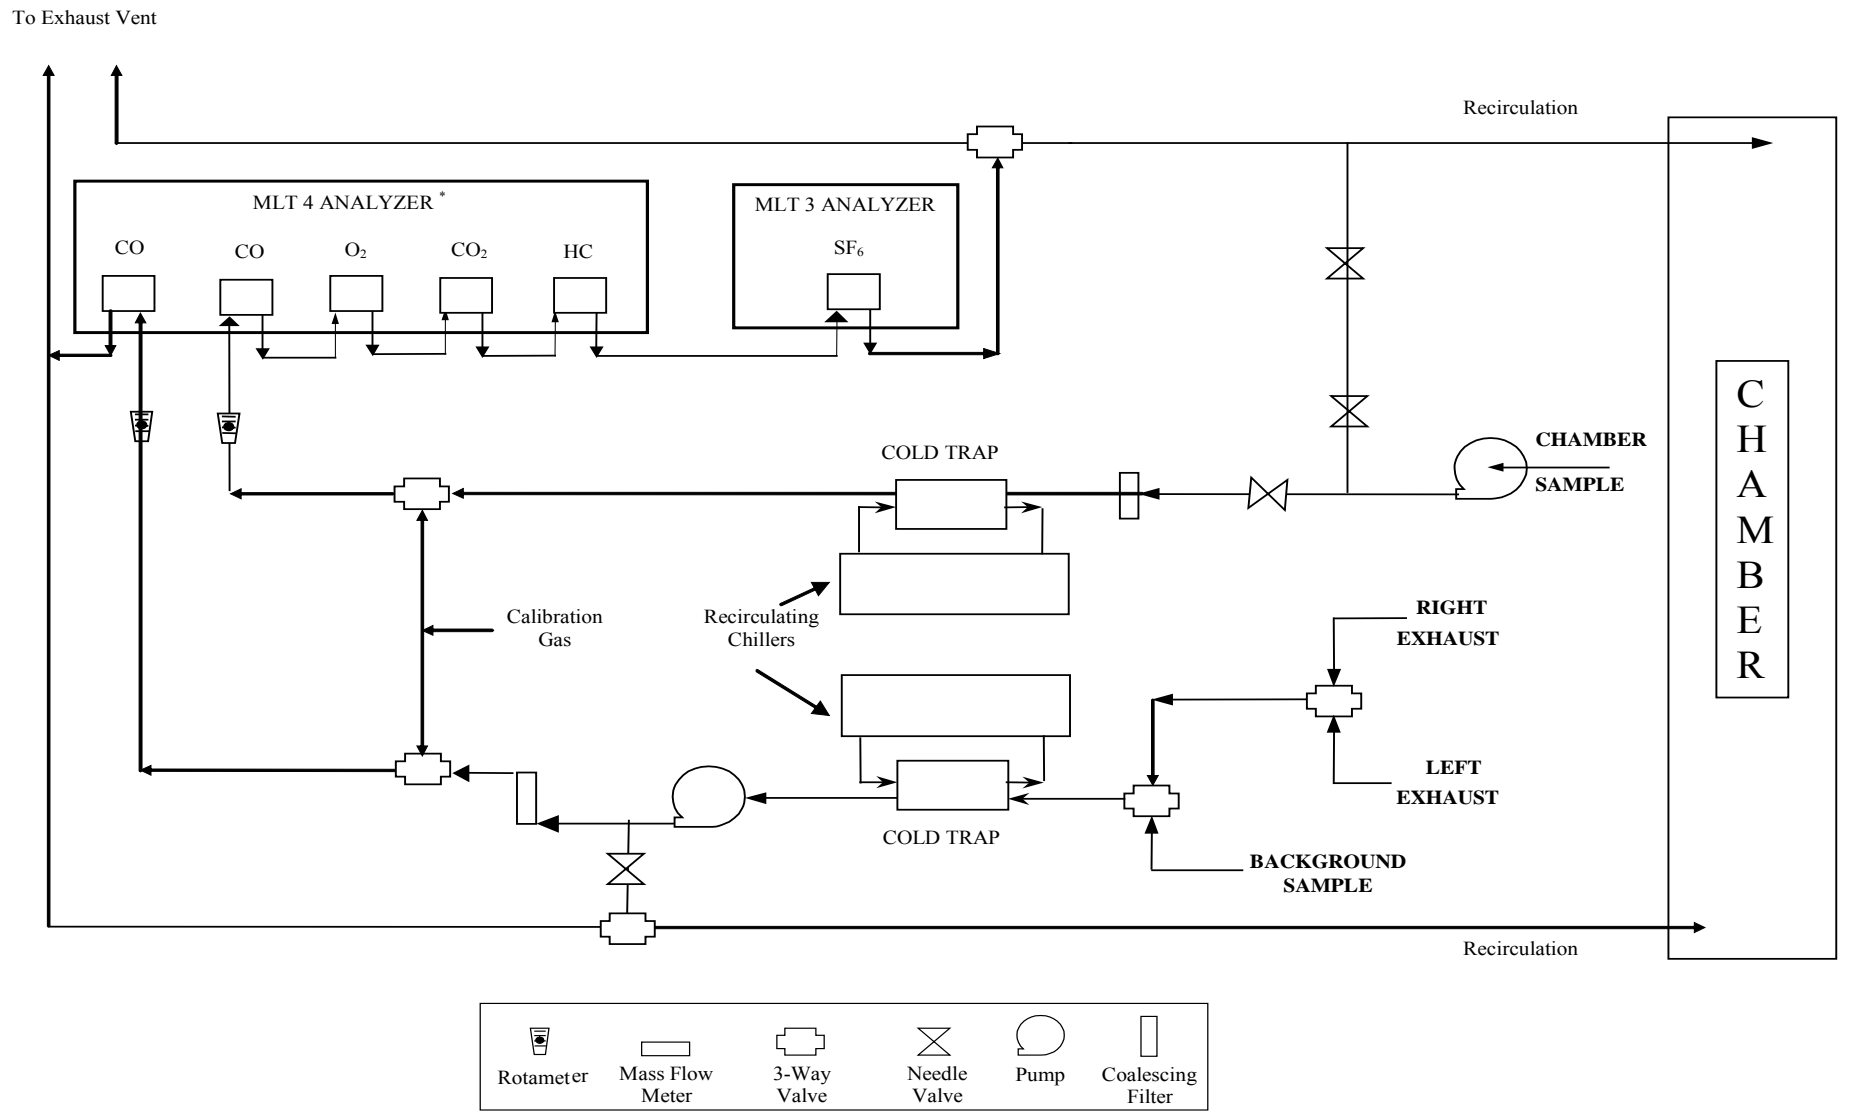 To Exhaust Vent
Recirculation
MLT 4 ANALYZER *
MLT 3 ANALYZER
CO
CO
O₂
CO₂
HC
SF₆
COLD TRAP
CHAMBER
SAMPLE
C
H
A
M
B
E
R
Calibration
Gas
Recirculating
Chillers
RIGHT
EXHAUST
LEFT
EXHAUST
COLD TRAP
BACKGROUND
SAMPLE
Recirculation
Rotameter
Mass Flow
Meter
3-Way
Valve
Needle
Valve
Pump
Coalescing
Filter